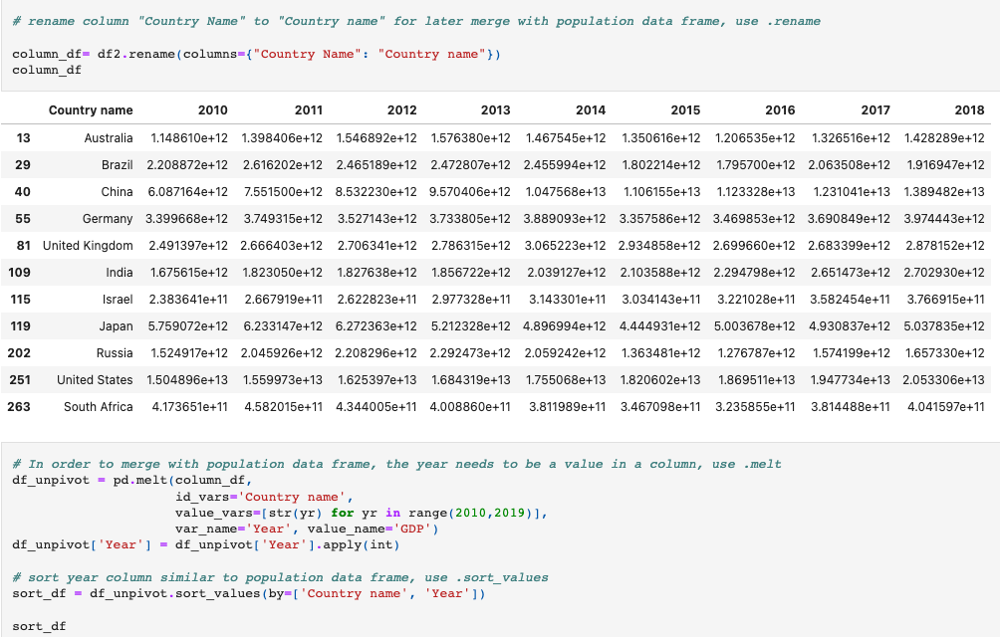 # rename column "Country Name" to "Country name" for later merge with population data frame, use .rename
column_df= df2.rename(columns={"Country Name": "Country name"})
column_df
Country name 2010 2011 2012 2013 2014 2015 2016 2017 2018
13 Australia 1.148610e+12 1.398406e+12 1.546892e+12 1.576380e+12 1.467545e+12 1.350616e+12 1.206535e+12 1.326516e+12 1.428289e+12
29 Brazil 2.208872e+12 2.616202e+12 2.465189e+12 2.472807e+12 2.455994e+12 1.802214e+12 1.795700e+12 2.063508e+12 1.916947e+12
40 China 6.087164e+12 7.551500e+12 8.532230e+12 9.570406e+12 1.047568e+13 1.106155e+13 1.123328e+13 1.231041e+13 1.389482e+13
55 Germany 3.399668e+12 3.749315e+12 3.527143e+12 3.733805e+12 3.889093e+12 3.357586e+12 3.469853e+12 3.690849e+12 3.974443e+12
81 United Kingdom 2.491397e+12 2.666403e+12 2.706341e+12 2.786315e+12 3.065223e+12 2.934858e+12 2.699660e+12 2.683399e+12 2.878152e+12
109 India 1.675615e+12 1.823050e+12 1.827638e+12 1.856722e+12 2.039127e+12 2.103588e+12 2.294798e+12 2.651473e+12 2.702930e+12
115 Israel 2.383641e+11 2.667919e+11 2.622823e+11 2.977328e+11 3.143301e+11 3.034143e+11 3.221028e+11 3.582454e+11 3.766915e+11
119 Japan 5.759072e+12 6.233147e+12 6.272363e+12 5.212328e+12 4.896994e+12 4.444931e+12 5.003678e+12 4.930837e+12 5.037835e+12
202 Russia 1.524917e+12 2.045926e+12 2.208296e+12 2.292473e+12 2.059242e+12 1.363481e+12 1.276787e+12 1.574199e+12 1.657330e+12
251 United States 1.504896e+13 1.559973e+13 1.625397e+13 1.684319e+13 1.755068e+13 1.820602e+13 1.869511e+13 1.947734e+13 2.053306e+13
263 South Africa 4.173651e+11 4.582015e+11 4.344005e+11 4.008860e+11 3.811989e+11 3.467098e+11 3.235855e+11 3.814488e+11 4.041597e+11
# In order to merge with population data frame, the year needs to be a value in a column, use .melt
df_unpivot = pd.melt(column_df,
id_vars='Country name',
value_vars=[str(yr) for yr in range(2010,2019)],
var_name='Year', value_name='GDP')
df_unpivot['Year'] = df_unpivot['Year'].apply(int)
# sort year column similar to population data frame, use .sort_values
sort_df = df_unpivot.sort_values(by=['Country name', 'Year'])
sort_df